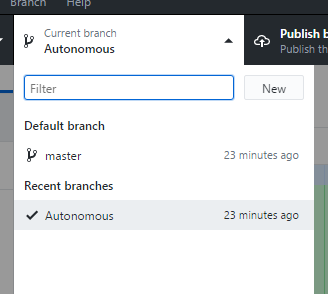 Branch Help
Current branch
Autonomous
Publish
Publish
Filter
New
Default branch
master
23 minutes ago
Recent branches
Autonomous
23 minutes ago